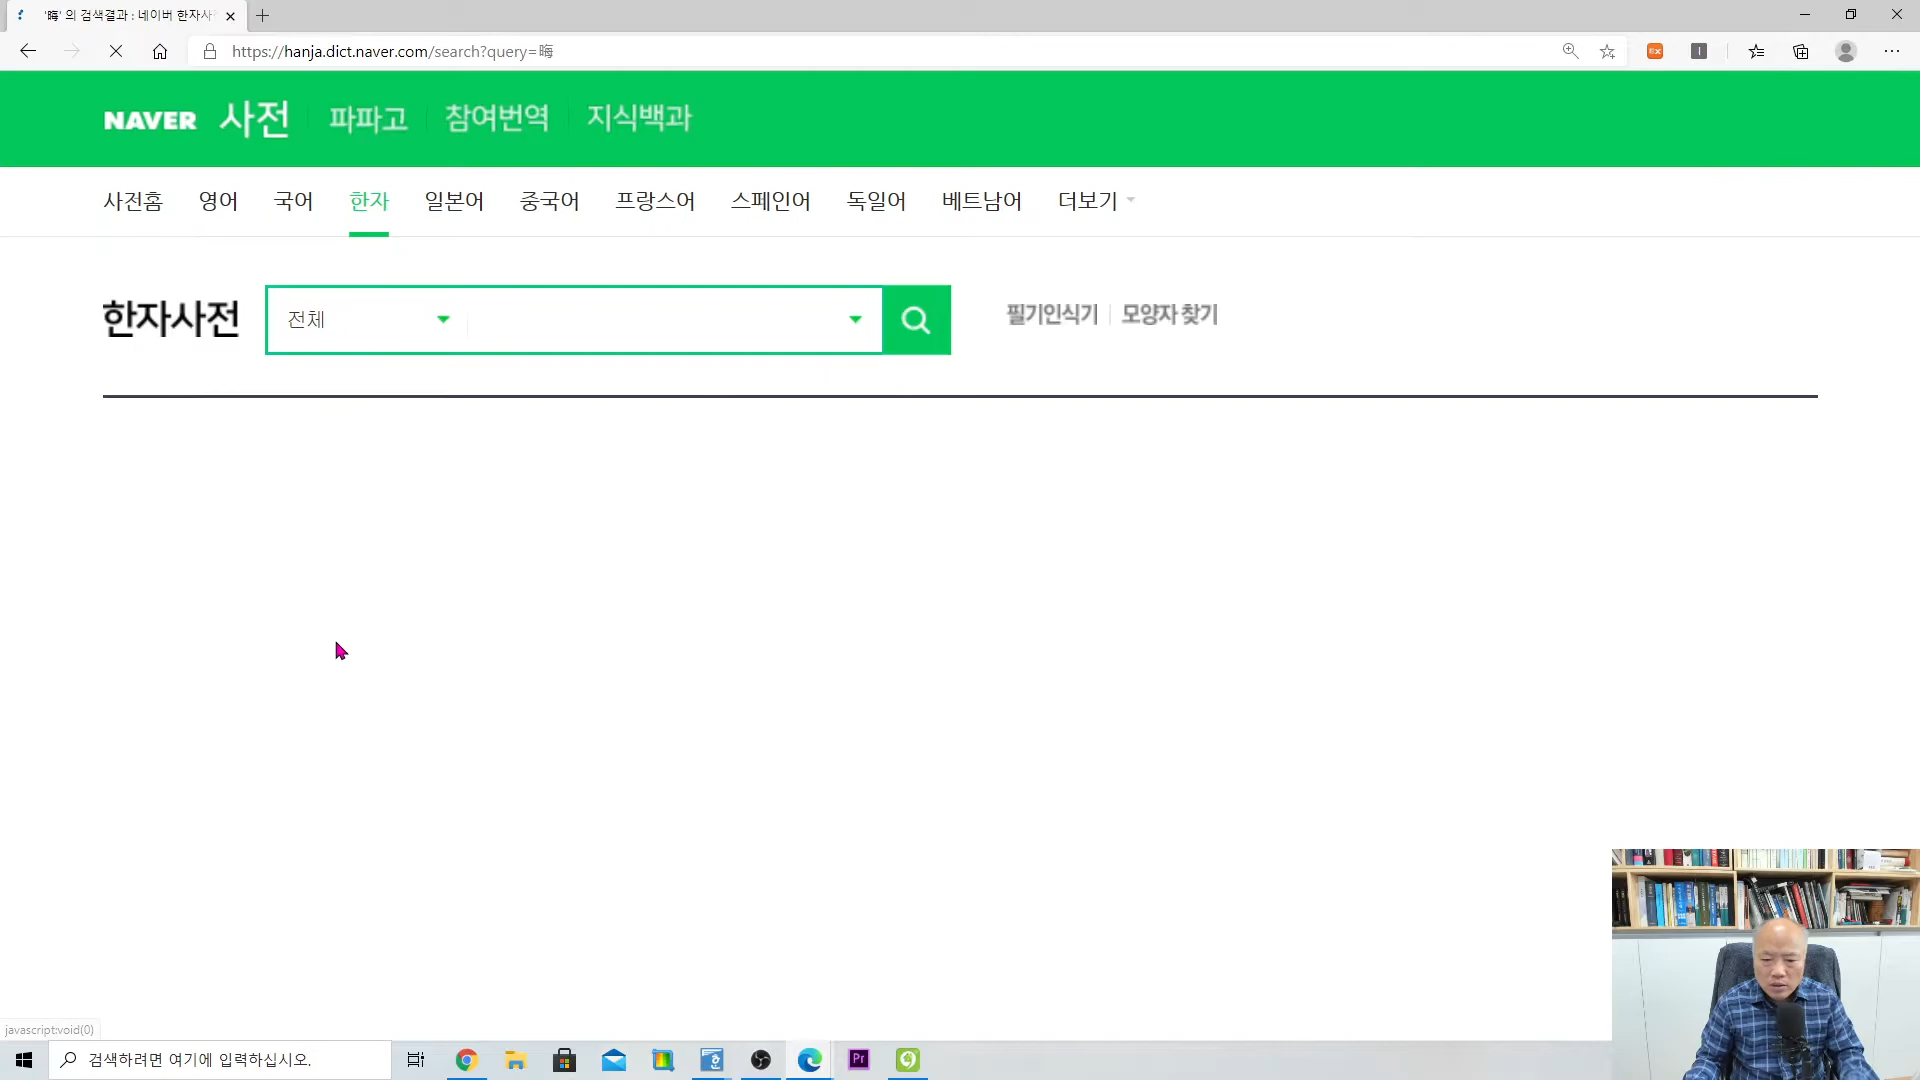 '晦' 의 검색결과 : 네이버 한자사
https://hanja.dict.naver.com/search?query=晦
NAVER 사전 파파고 참여번역 지식백과
사전홈 영어 국어 한자 일본어 중국어 프랑스어 스페인어 독일어 베트남어 더보기
한자사전 전체 필기인식기 모양자 찾기
javascript:void(0)
검색하려면 여기에 입력하십시오.
Pr